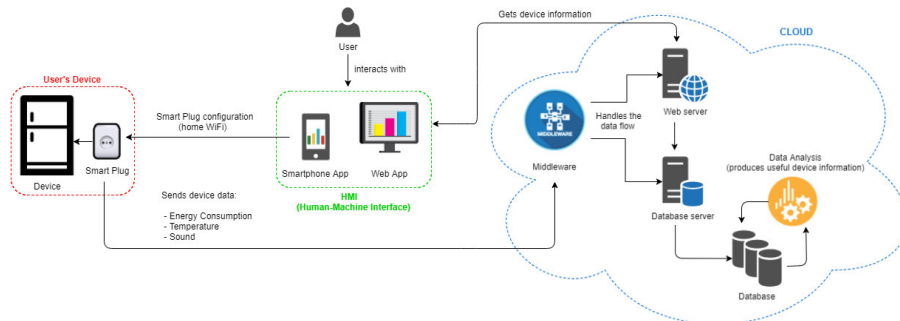 Gets device information
CLOUD
User
interacts with
User's Device
Smart Plug configuration
(home WiFi)
Device
Smart Plug
Smartphone App
Web App
HMI
(Human-Machine Interface)
Sends device data:
- Energy Consumption
- Temperature
- Sound
MIDDLEWARE
Middleware
Handles the
data flow
Web server
Database server
Data Analysis
(produces useful device information)
Database